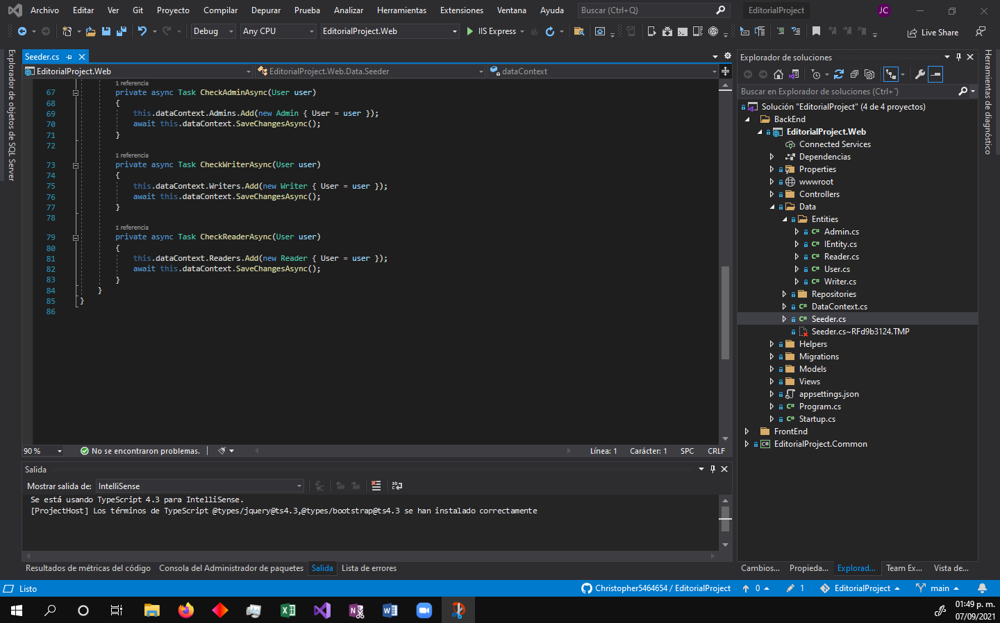 Archivo Editar Ver Git Proyecto Compilar Depurar Prueba Analizar Herramientas Extensiones Ventana Ayuda Buscar (Ctrl+Q) EditorialProject JC
Debug Any CPU EditorialProject.Web IIS Express Live Share
Explorador de objetos de SQL Server
Seeder.cs
EditorialProject.Web EditorialProject.Web.Data.Seeder dataContext
1 referencia
67 private async Task CheckAdminAsync(User user)
68 {
69 this.dataContext.Admins.Add(new Admin { User = user });
70 await this.dataContext.SaveChangesAsync();
71 }
72
1 referencia
73 private async Task CheckWriterAsync(User user)
74 {
75 this.dataContext.Writers.Add(new Writer { User = user });
76 await this.dataContext.SaveChangesAsync();
77 }
78
1 referencia
79 private async Task CheckReaderAsync(User user)
80 {
81 this.dataContext.Readers.Add(new Reader { User = user });
82 await this.dataContext.SaveChangesAsync();
83 }
84 }
85 }
86
90 % No se encontraron problemas. Línea: 1 Carácter: 1 SPC CRLF
Salida
Mostrar salida de: IntelliSense
Se está usando TypeScript 4.3 para IntelliSense.
[ProjectHost] Los términos de TypeScript @types/jquery@ts4.3,@types/bootstrap@ts4.3 se han instalado correctamente
Resultados de métricas del código Consola del Administrador de paquetes Salida Lista de errores
Explorador de soluciones
Buscar en Explorador de soluciones (Ctrl+´)
Solución "EditorialProject" (4 de 4 proyectos)
BackEnd
EditorialProject.Web
Connected Services
Dependencias
Properties
wwwroot
Controllers
Data
Entities
C# Admin.cs
C# IEntity.cs
C# Reader.cs
C# User.cs
C# Writer.cs
Repositories
C# DataContext.cs
C# Seeder.cs
Seeder.cs~RFd9b3124.TMP
Helpers
Migrations
Models
Views
appsettings.json
C# Program.cs
C# Startup.cs
FrontEnd
C# EditorialProject.Common
Cambios... Propieda... Explorad... Team Ex... Vista de...
Herramientas de diagnóstico
Listo Christopher5464654 / EditorialProject 0 1 EditorialProject main
01:49 p. m.
07/09/2021